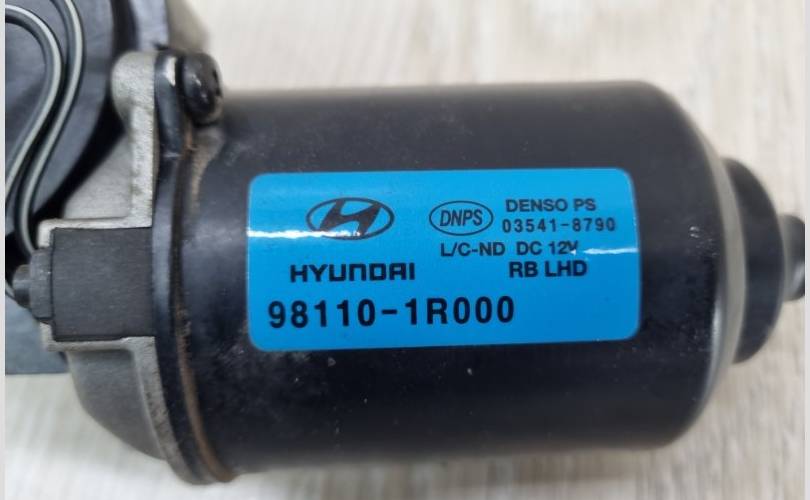 DNPS DENSO PS
03541-8790
L/C-ND DC 12V
HYUNDAI RB LHD
98110-1R000